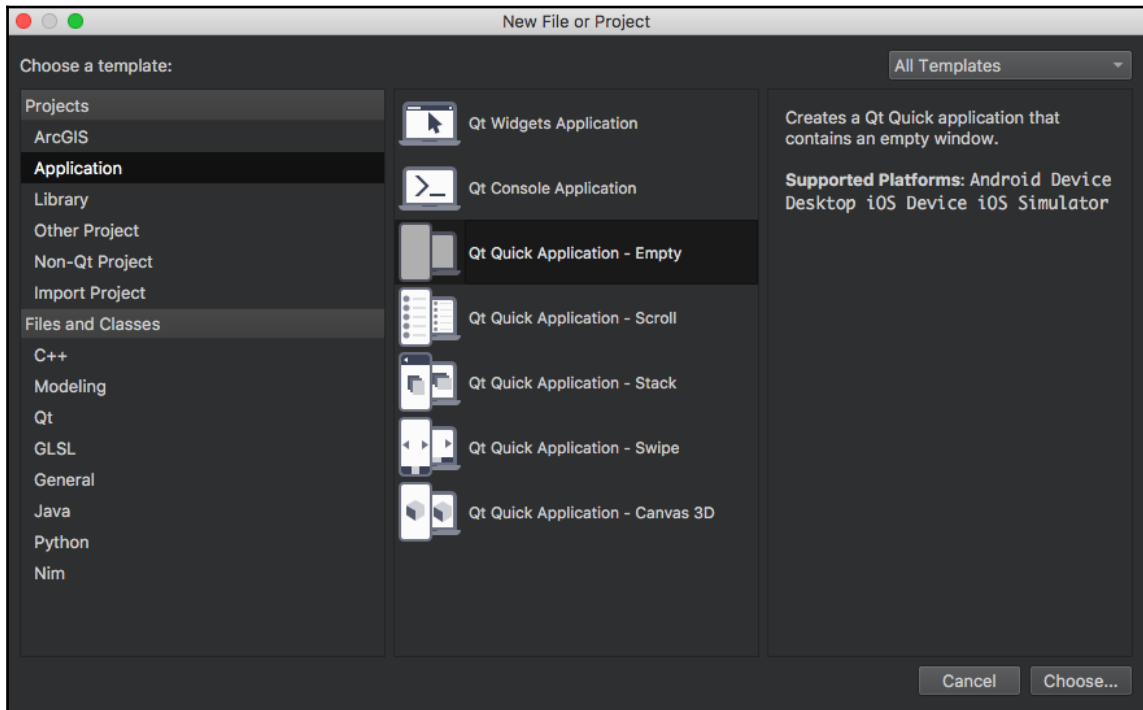 New File or Project
Choose a template:
All Templates
Projects
ArcGIS
Application
Library
Other Project
Non-Qt Project
Import Project
Files and Classes
C++
Modeling
Qt
GLSL
General
Java
Python
Nim
Qt Widgets Application
Qt Console Application
Qt Quick Application - Empty
Qt Quick Application - Scroll
Qt Quick Application - Stack
Qt Quick Application - Swipe
Qt Quick Application - Canvas 3D
Creates a Qt Quick application that
contains an empty window.
Supported Platforms: Android Device
Desktop iOS Device iOS Simulator
Cancel
Choose...